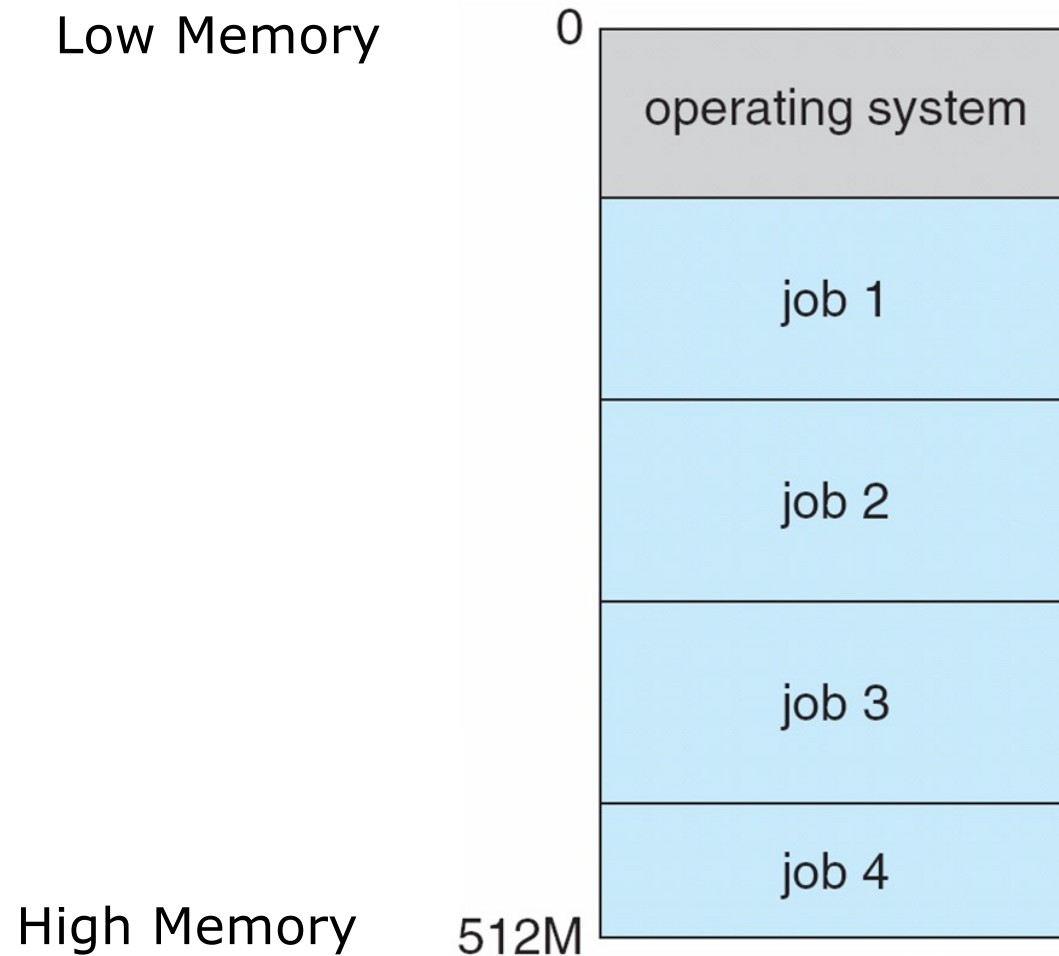 Low Memory
0
operating system
job 1
job 2
job 3
job 4
High Memory
512M